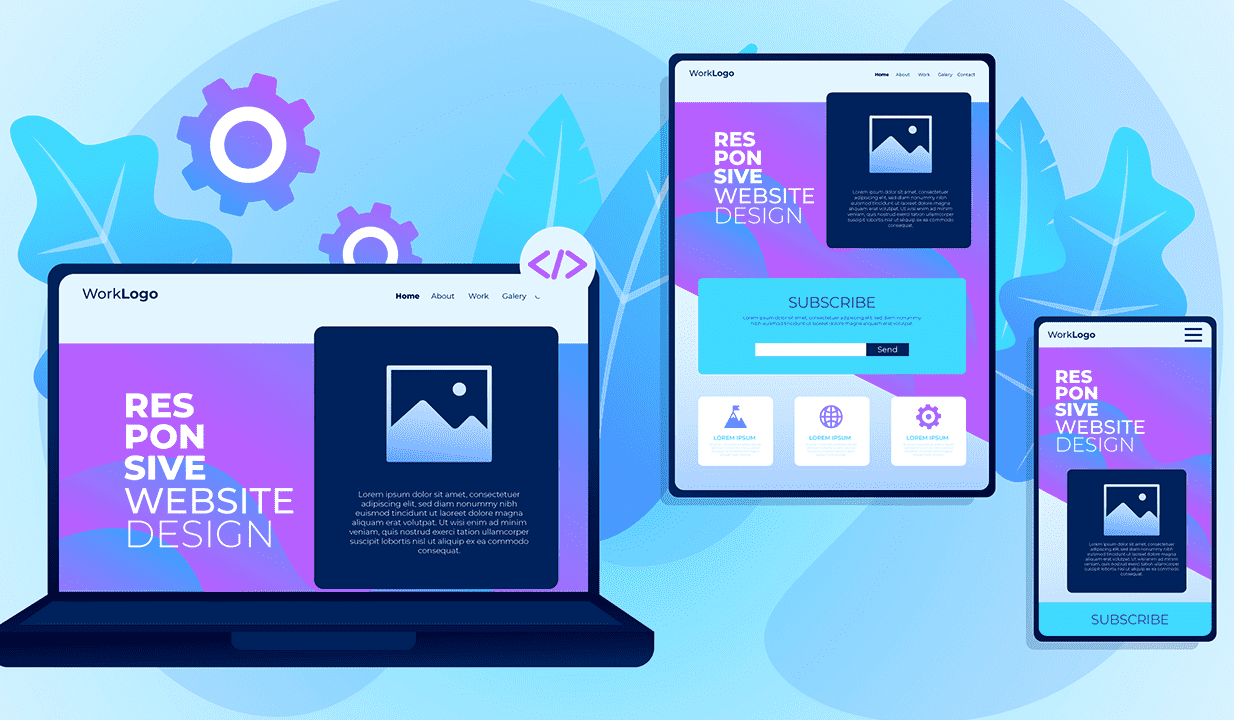 WorkLogo
Home About Work Galery
</>
RES
PON
SIVE
WEBSITE
DESIGN
Lorem ipsum dolor sit amet, consectetuer
adipiscing elit, sed diam nonummy nibh
euismod tincidunt ut laoreet dolore magna
aliquam erat volutpat. Ut wisi enim ad minim
veniam, quis nostrud exerci tation ullamcorper
suscipit lobortis nisl ut aliquip ex ea commodo
consequat.
WorkLogo
Home About Work Galery Contact
RES
PON
SIVE
WEBSITE
DESIGN
Lorem ipsum dolor sit amet, consectetuer
adipiscing elit, sed diam nonummy nibh
euismod tincidunt ut laoreet dolore magna
aliquam erat volutpat. Ut wisi enim ad minim
veniam, quis nostrud exerci tation ullamcorper
suscipit lobortis nisl ut aliquip ex ea commodo
consequat.
SUBSCRIBE
Lorem ipsum dolor sit amet, consectetuer adipiscing elit, sed diam nonummy
nibh euismod tincidunt ut laoreet dolore magna aliquam erat volutpat.
Send
LOREM IPSUM
LOREM IPSUM
LOREM IPSUM
WorkLogo
RES
PON
SIVE
WEBSITE
DESIGN
Lorem ipsum dolor sit amet, consectetuer
adipiscing elit, sed diam nonummy nibh
euismod tincidunt ut laoreet dolore magna
aliquam erat volutpat. Ut wisi enim ad minim
veniam, quis nostrud exerci tation ullamcorper
suscipit lobortis nisl ut aliquip ex ea commodo
consequat.
SUBSCRIBE